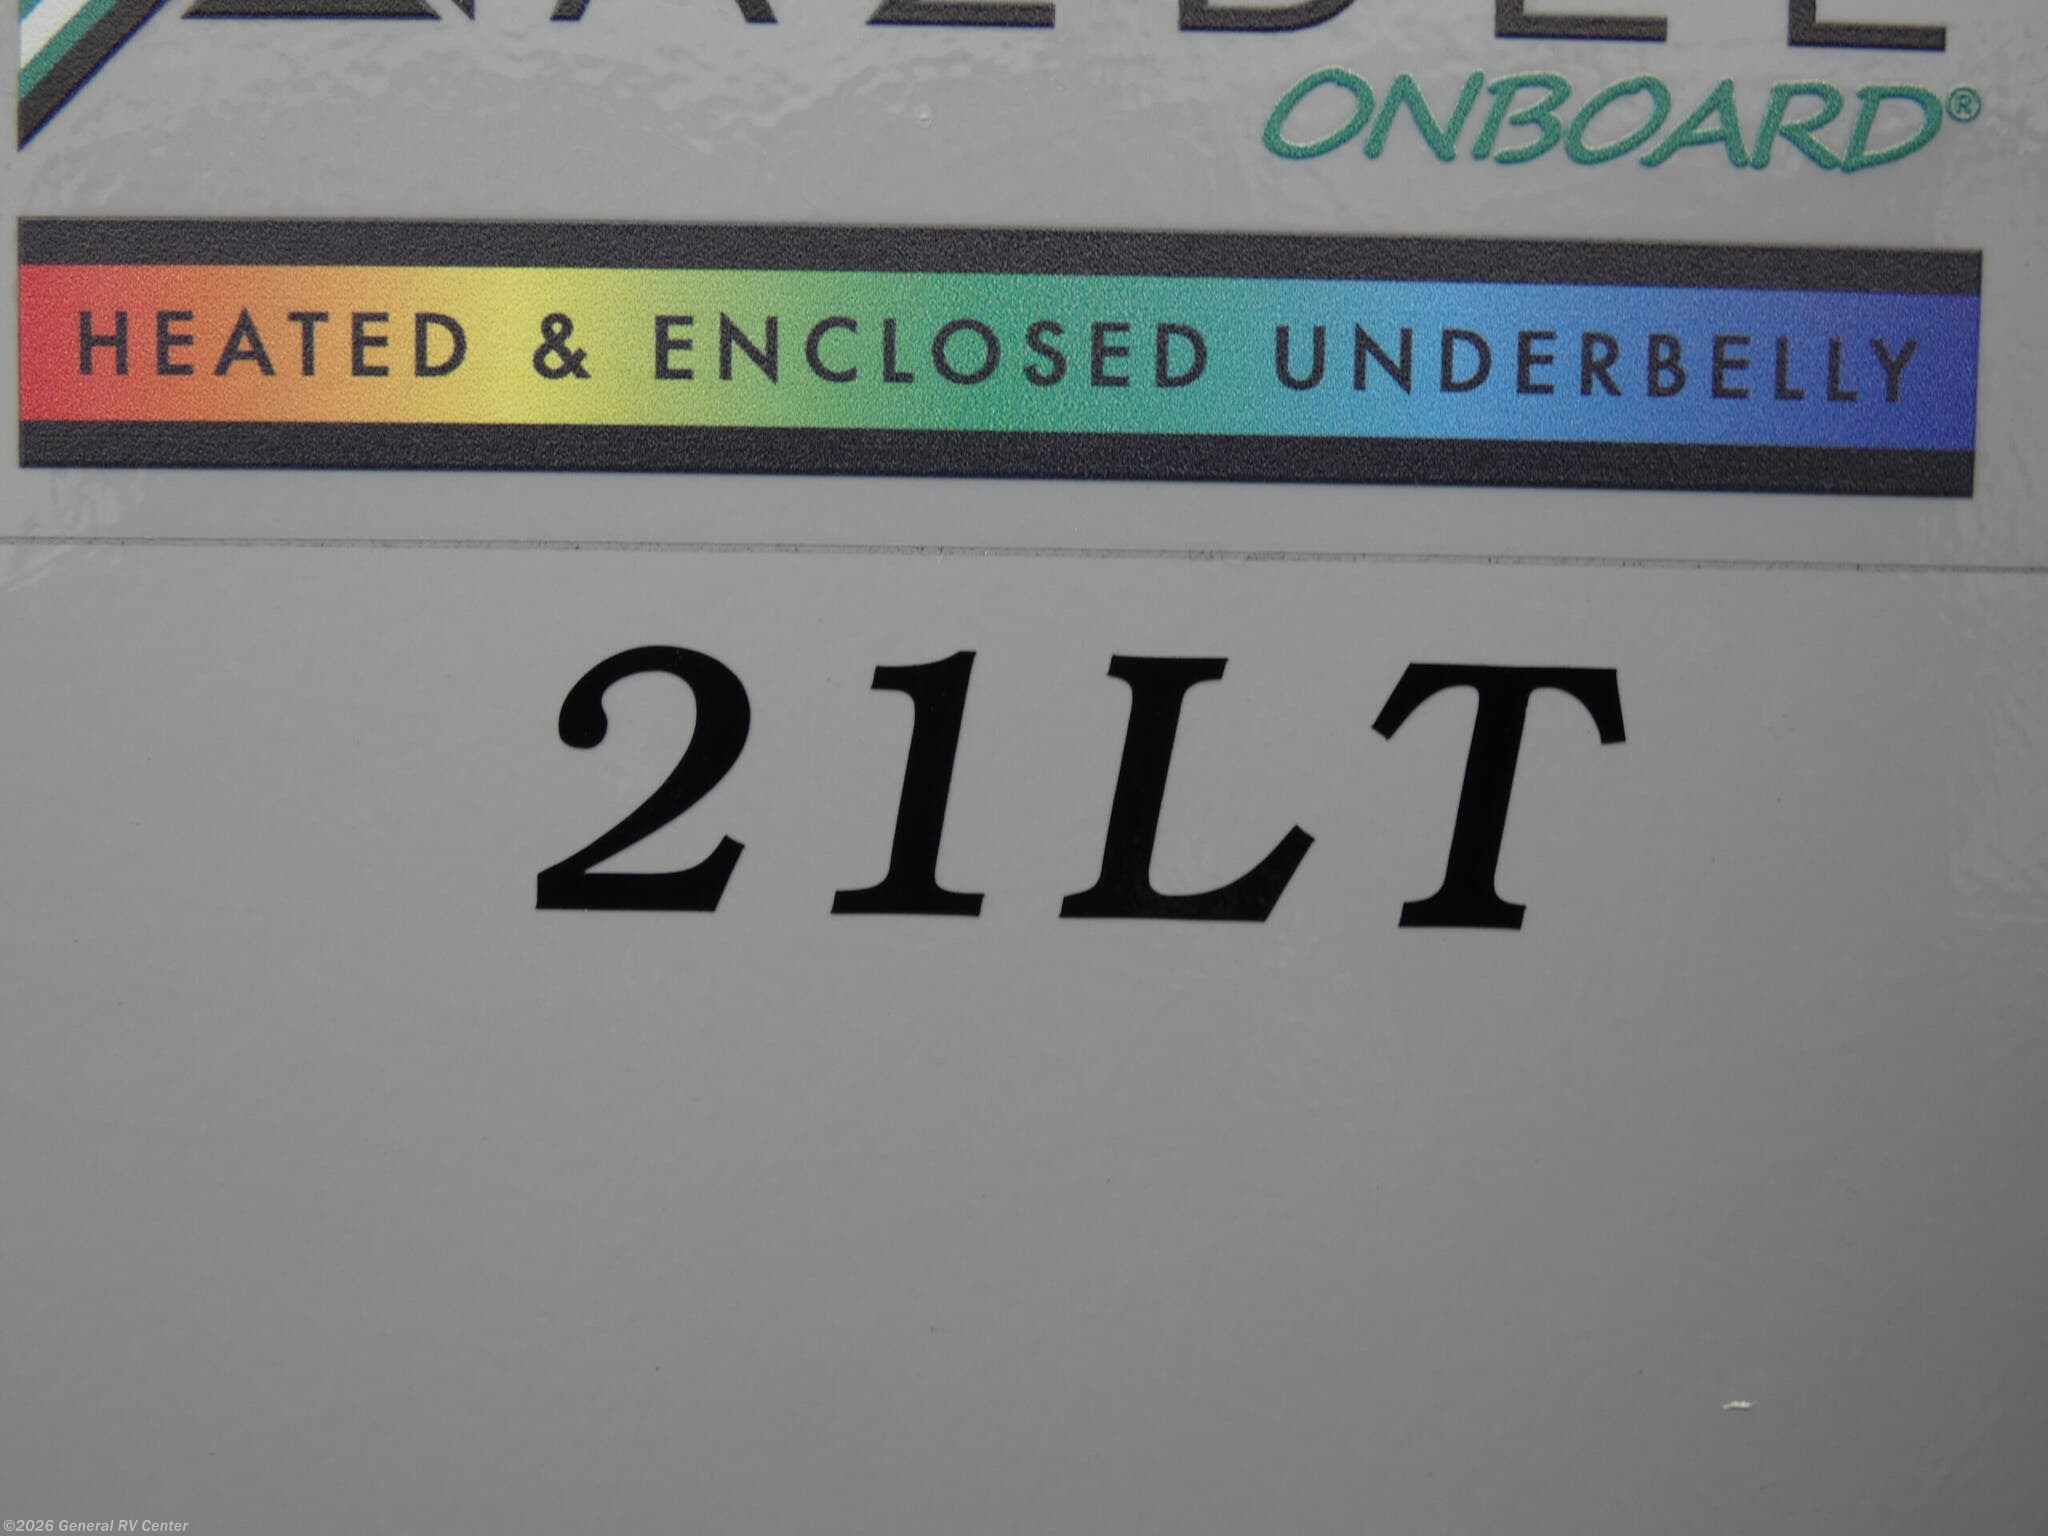 ONBOARD®
HEATED & ENCLOSED UNDERBELLY
21LT
©2026 General RV Center